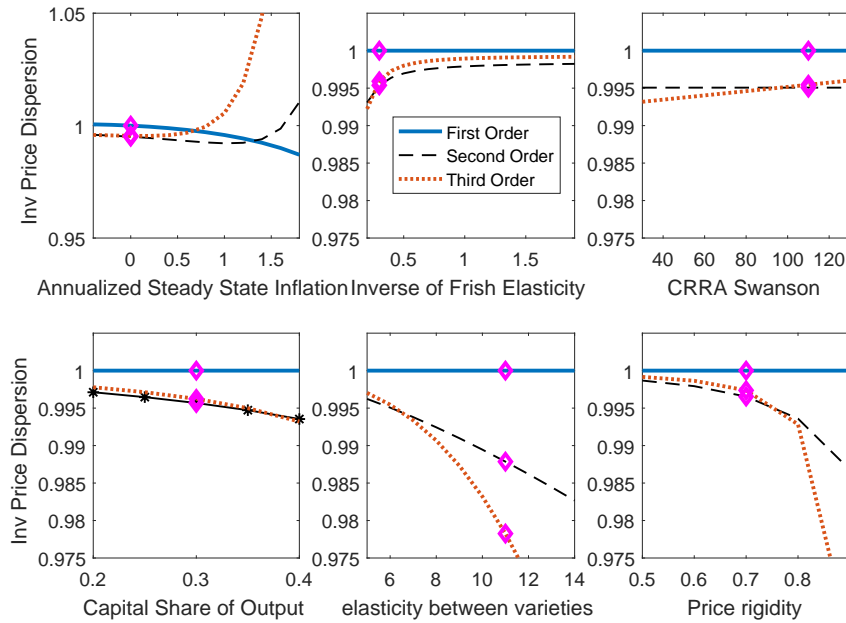 1.05
1
0.95
Inv Price Dispersion
0 0.5 1 1.5
Annualized Steady State Inflation
1
0.995
0.99
0.985
0.98
0.975
First Order
Second Order
Third Order
0.5 1 1.5
Inverse of Frish Elasticity
1
0.995
0.99
0.985
0.98
0.975
40 60 80 100 120
CRRA Swanson
1
0.995
0.99
0.985
0.98
0.975
Inv Price Dispersion
0.2 0.3 0.4
Capital Share of Output
1
0.995
0.99
0.985
0.98
0.975
6 8 10 12 14
elasticity between varieties
1
0.995
0.99
0.985
0.98
0.975
0.5 0.6 0.7 0.8
Price rigidity